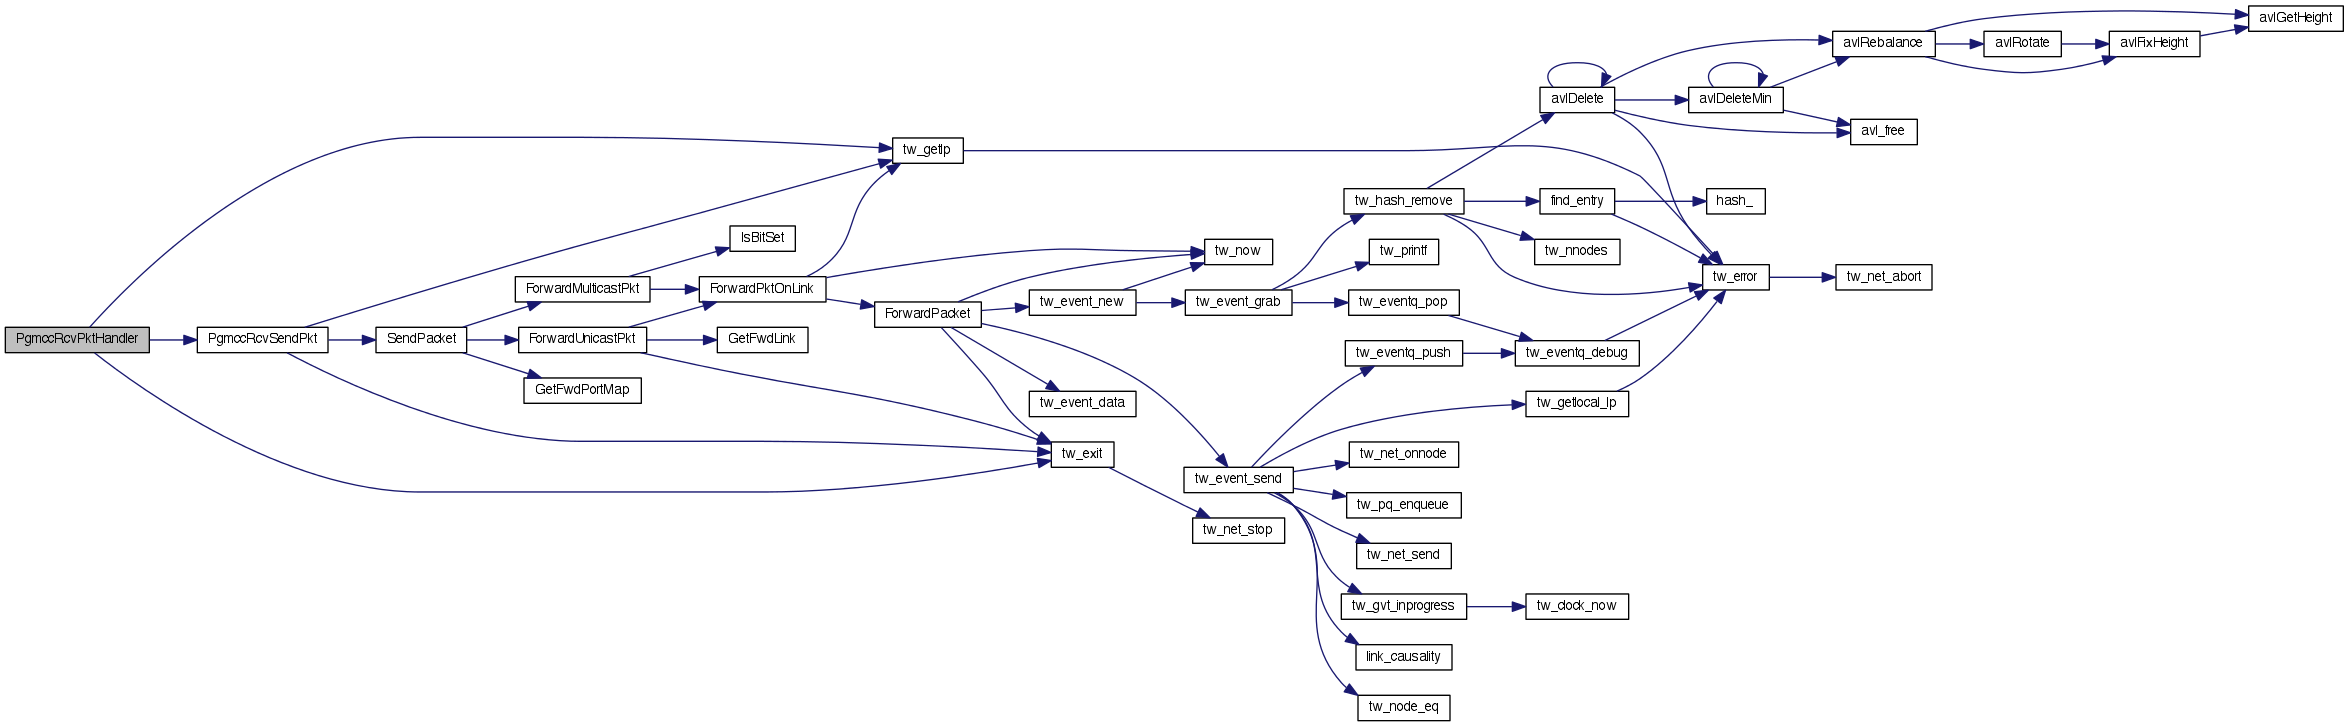 PgmccRcvPktHandler
PgmccRcvSendPkt
SendPacket
ForwardMulticastPkt
ForwardUnicastPkt
GetFwdPortMap
IsBitSet
ForwardPktOnLink
GetFwdLink
tw_getlp
ForwardPacket
tw_now
tw_event_new
tw_event_data
tw_exit
tw_event_grab
tw_event_send
tw_net_stop
tw_hash_remove
tw_printf
tw_eventq_pop
tw_eventq_push
tw_net_onnode
tw_pq_enqueue
tw_net_send
tw_gvt_inprogress
link_causality
tw_node_eq
avlDelete
find_entry
tw_nnodes
tw_eventq_debug
tw_getlocal_lp
tw_clock_now
avlDeleteMin
hash_
tw_error
avlRebalance
avl_free
tw_net_abort
avlRotate
avlFixHeight
avlGetHeight